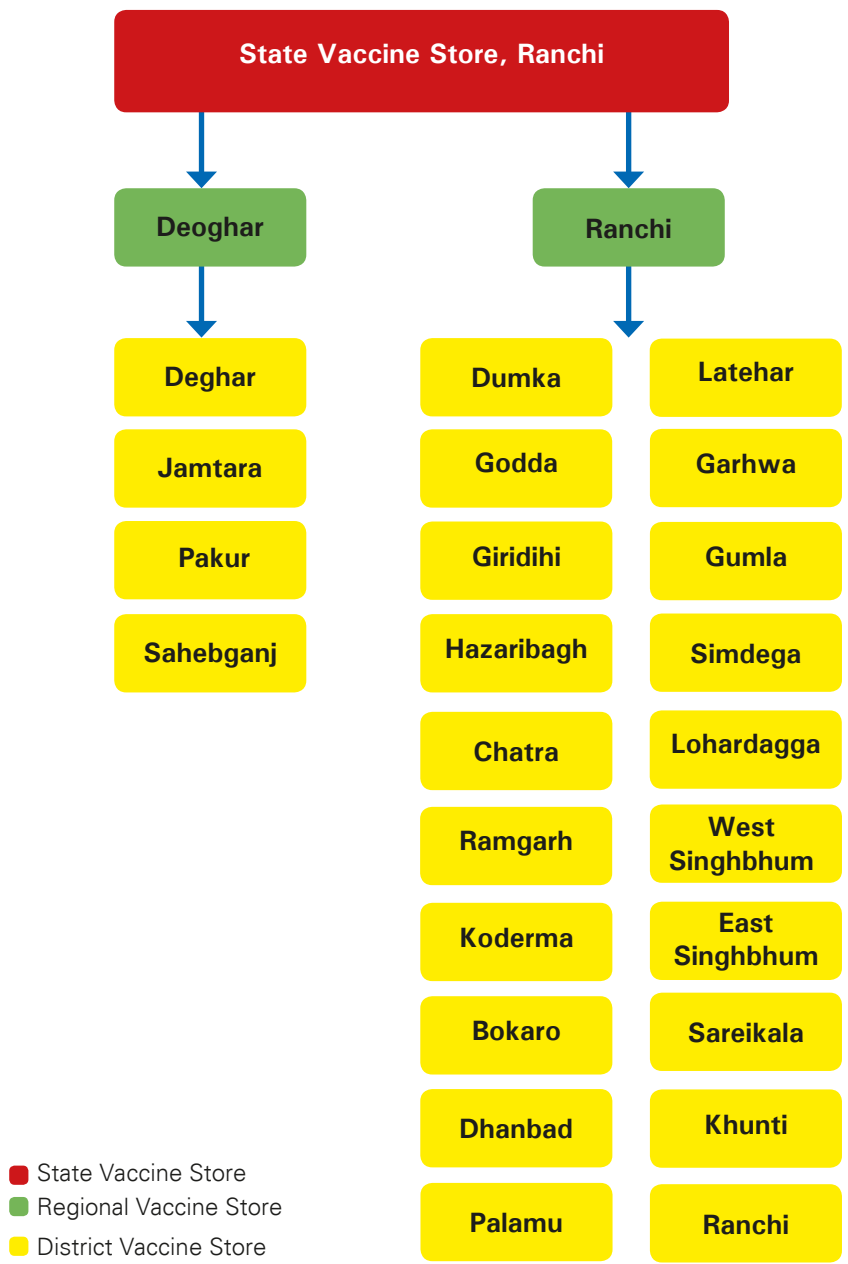 State Vaccine Store, Ranchi
Deoghar
Ranchi
Deghar
Jamtara
Pakur
Sahebganj
Dumka
Godda
Giridihi
Hazaribagh
Chatra
Ramgarh
Koderma
Bokaro
Dhanbad
Palamu
Latehar
Garhwa
Gumla
Simdega
Lohardagga
West
Singhbhum
East
Singhbhum
Sareikala
Khunti
Ranchi
State Vaccine Store
Regional Vaccine Store
District Vaccine Store